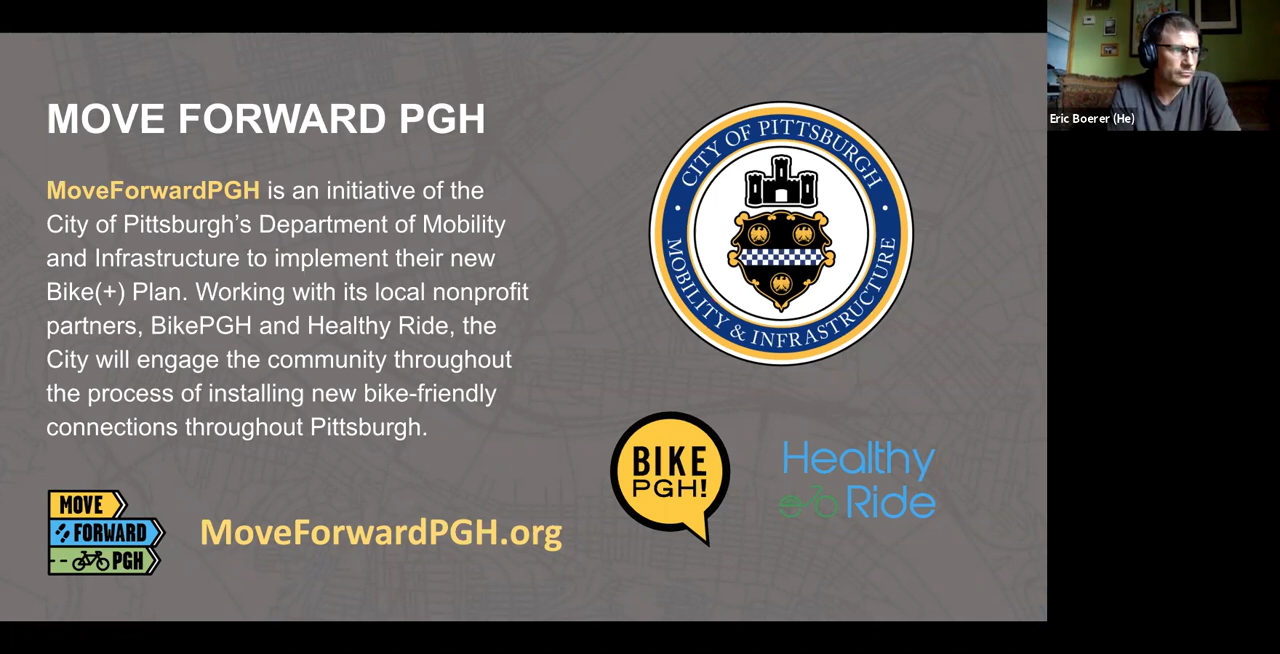 MOVE FORWARD PGH
MoveForwardPGH is an initiative of the
City of Pittsburgh’s Department of Mobility
and Infrastructure to implement their new
Bike(+) Plan. Working with its local nonprofit
partners, BikePGH and Healthy Ride, the
City will engage the community throughout
the process of installing new bike-friendly
connections throughout Pittsburgh.
MOVE
FORWARD
PGH
MoveForwardPGH.org
CITY OF PITTSBURGH
MOBILITY & INFRASTRUCTURE
BIKE
PGH!
Healthy
Ride
Eric Boerer (He)